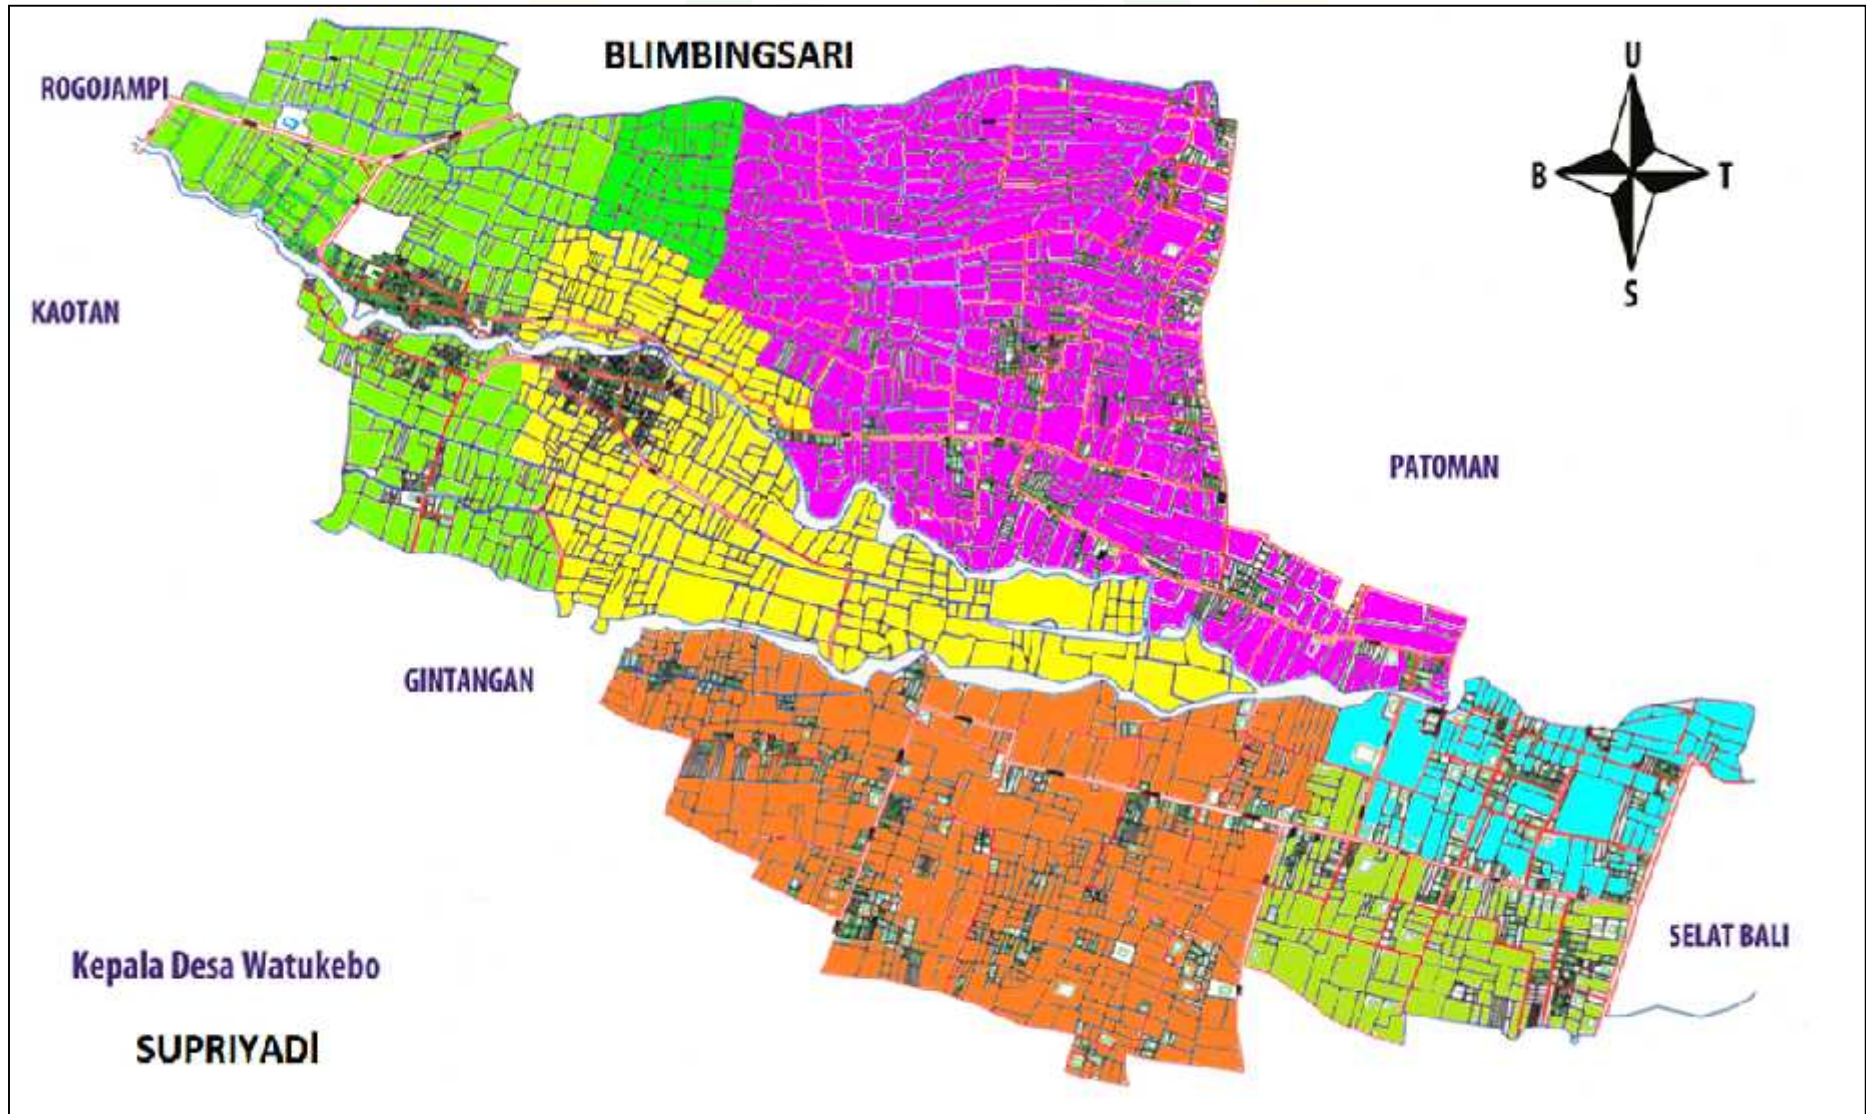 BLIMBINGSARI
ROGOJAMPI
U
B
T
S
KAOTAN
PATOMAN
GINTANGAN
SELAT BALI
Kepala Desa Watukebo
SUPRIYADİ